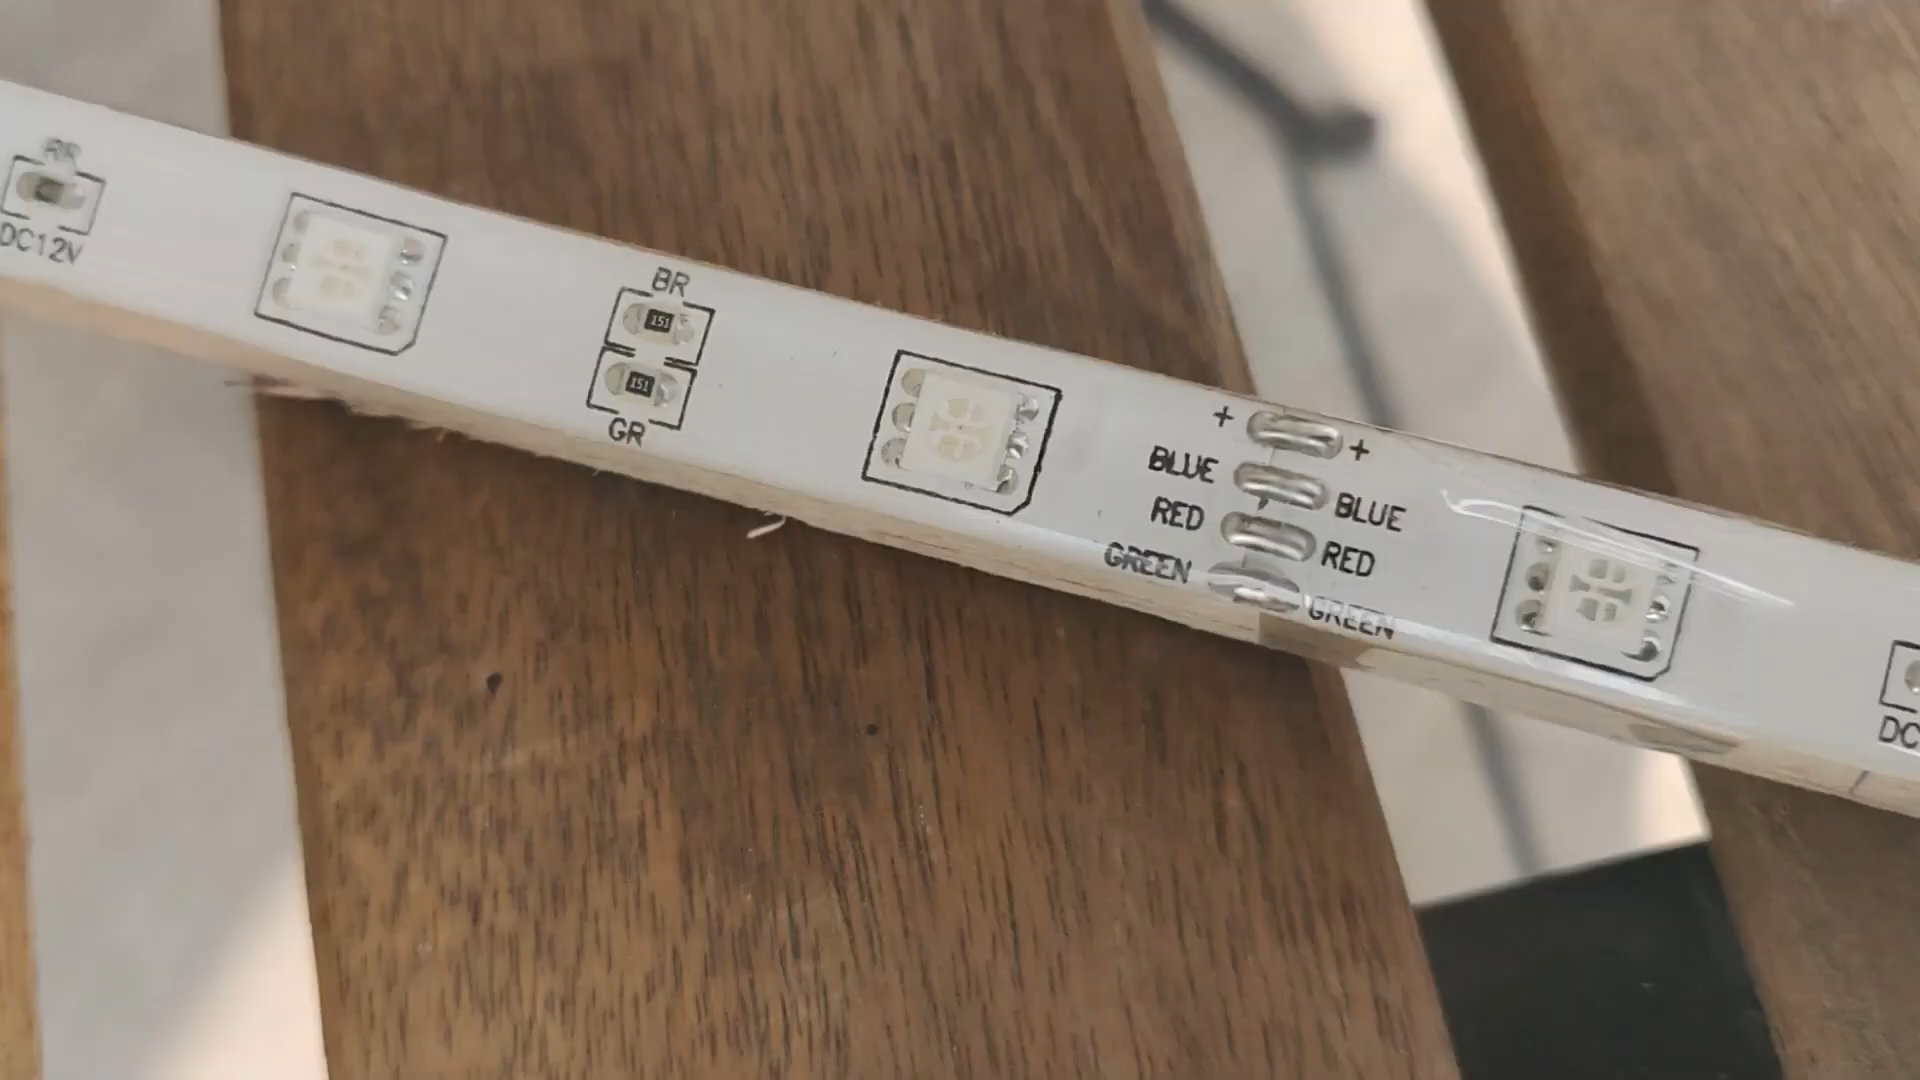 RR
DC12V
BR
151
151
GR
+ +
BLUE BLUE
RED RED
GREEN GREEN
DC